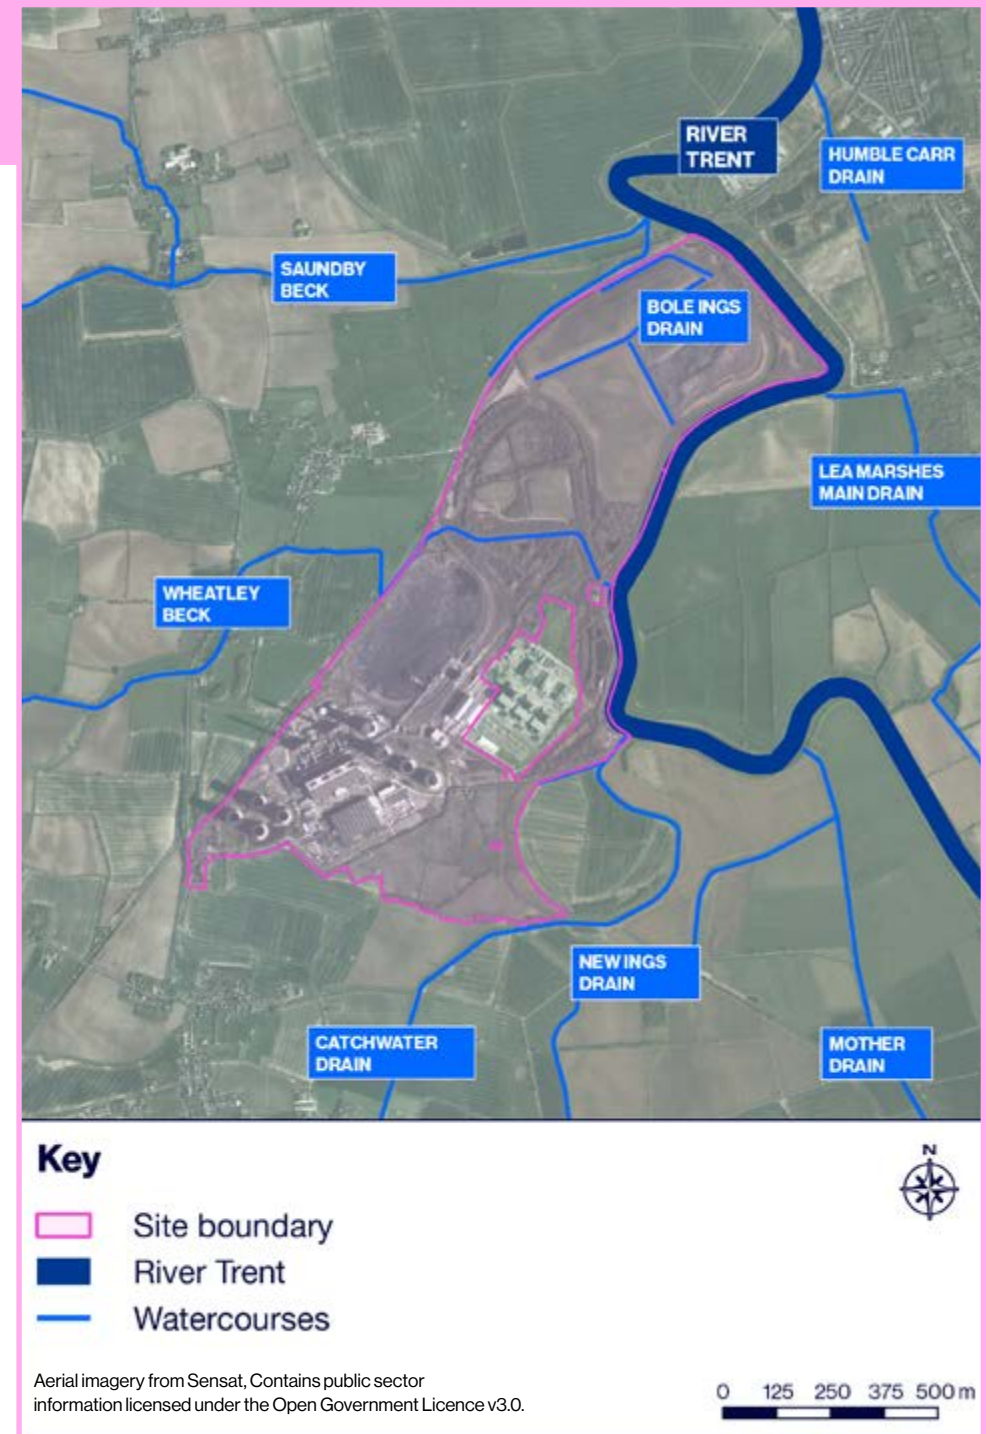 RIVER
TRENT
HUMBLE CARR
DRAIN
SAUNDBY
BECK
BOLE INGS
DRAIN
LEA MARSHES
MAIN DRAIN
WHEATLEY
BECK
NEW INGS
DRAIN
CATCHWATER
DRAIN
MOTHER
DRAIN
Key
N
Site boundary
River Trent
Watercourses
Aerial imagery from Sensat, Contains public sector
information licensed under the Open Government Licence v3.0.
0 125 250 375 500 m